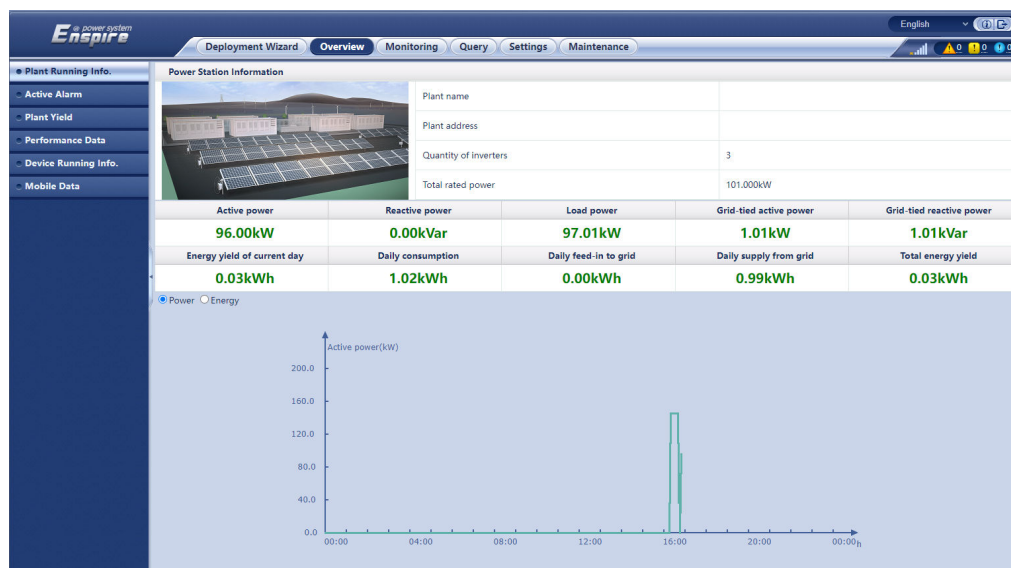 e power system
Enspire
English
Deployment Wizard Overview Monitoring Query Settings Maintenance
0 0 0
Plant Running Info.
Active Alarm
Plant Yield
Performance Data
Device Running Info.
Mobile Data
Power Station Information
Plant name
Plant address
Quantity of inverters 3
Total rated power 101.000kW
Active power Reactive power Load power Grid-tied active power Grid-tied reactive power
96.00kW 0.00kVar 97.01kW 1.01kW 1.01kVar
Energy yield of current day Daily consumption Daily feed-in to grid Daily supply from grid Total energy yield
0.03kWh 1.02kWh 0.00kWh 0.99kWh 0.03kWh
Power Energy
Active power(kW)
200.0
160.0
120.0
80.0
40.0
0.0
00:00 04:00 08:00 12:00 16:00 20:00 00:00 h